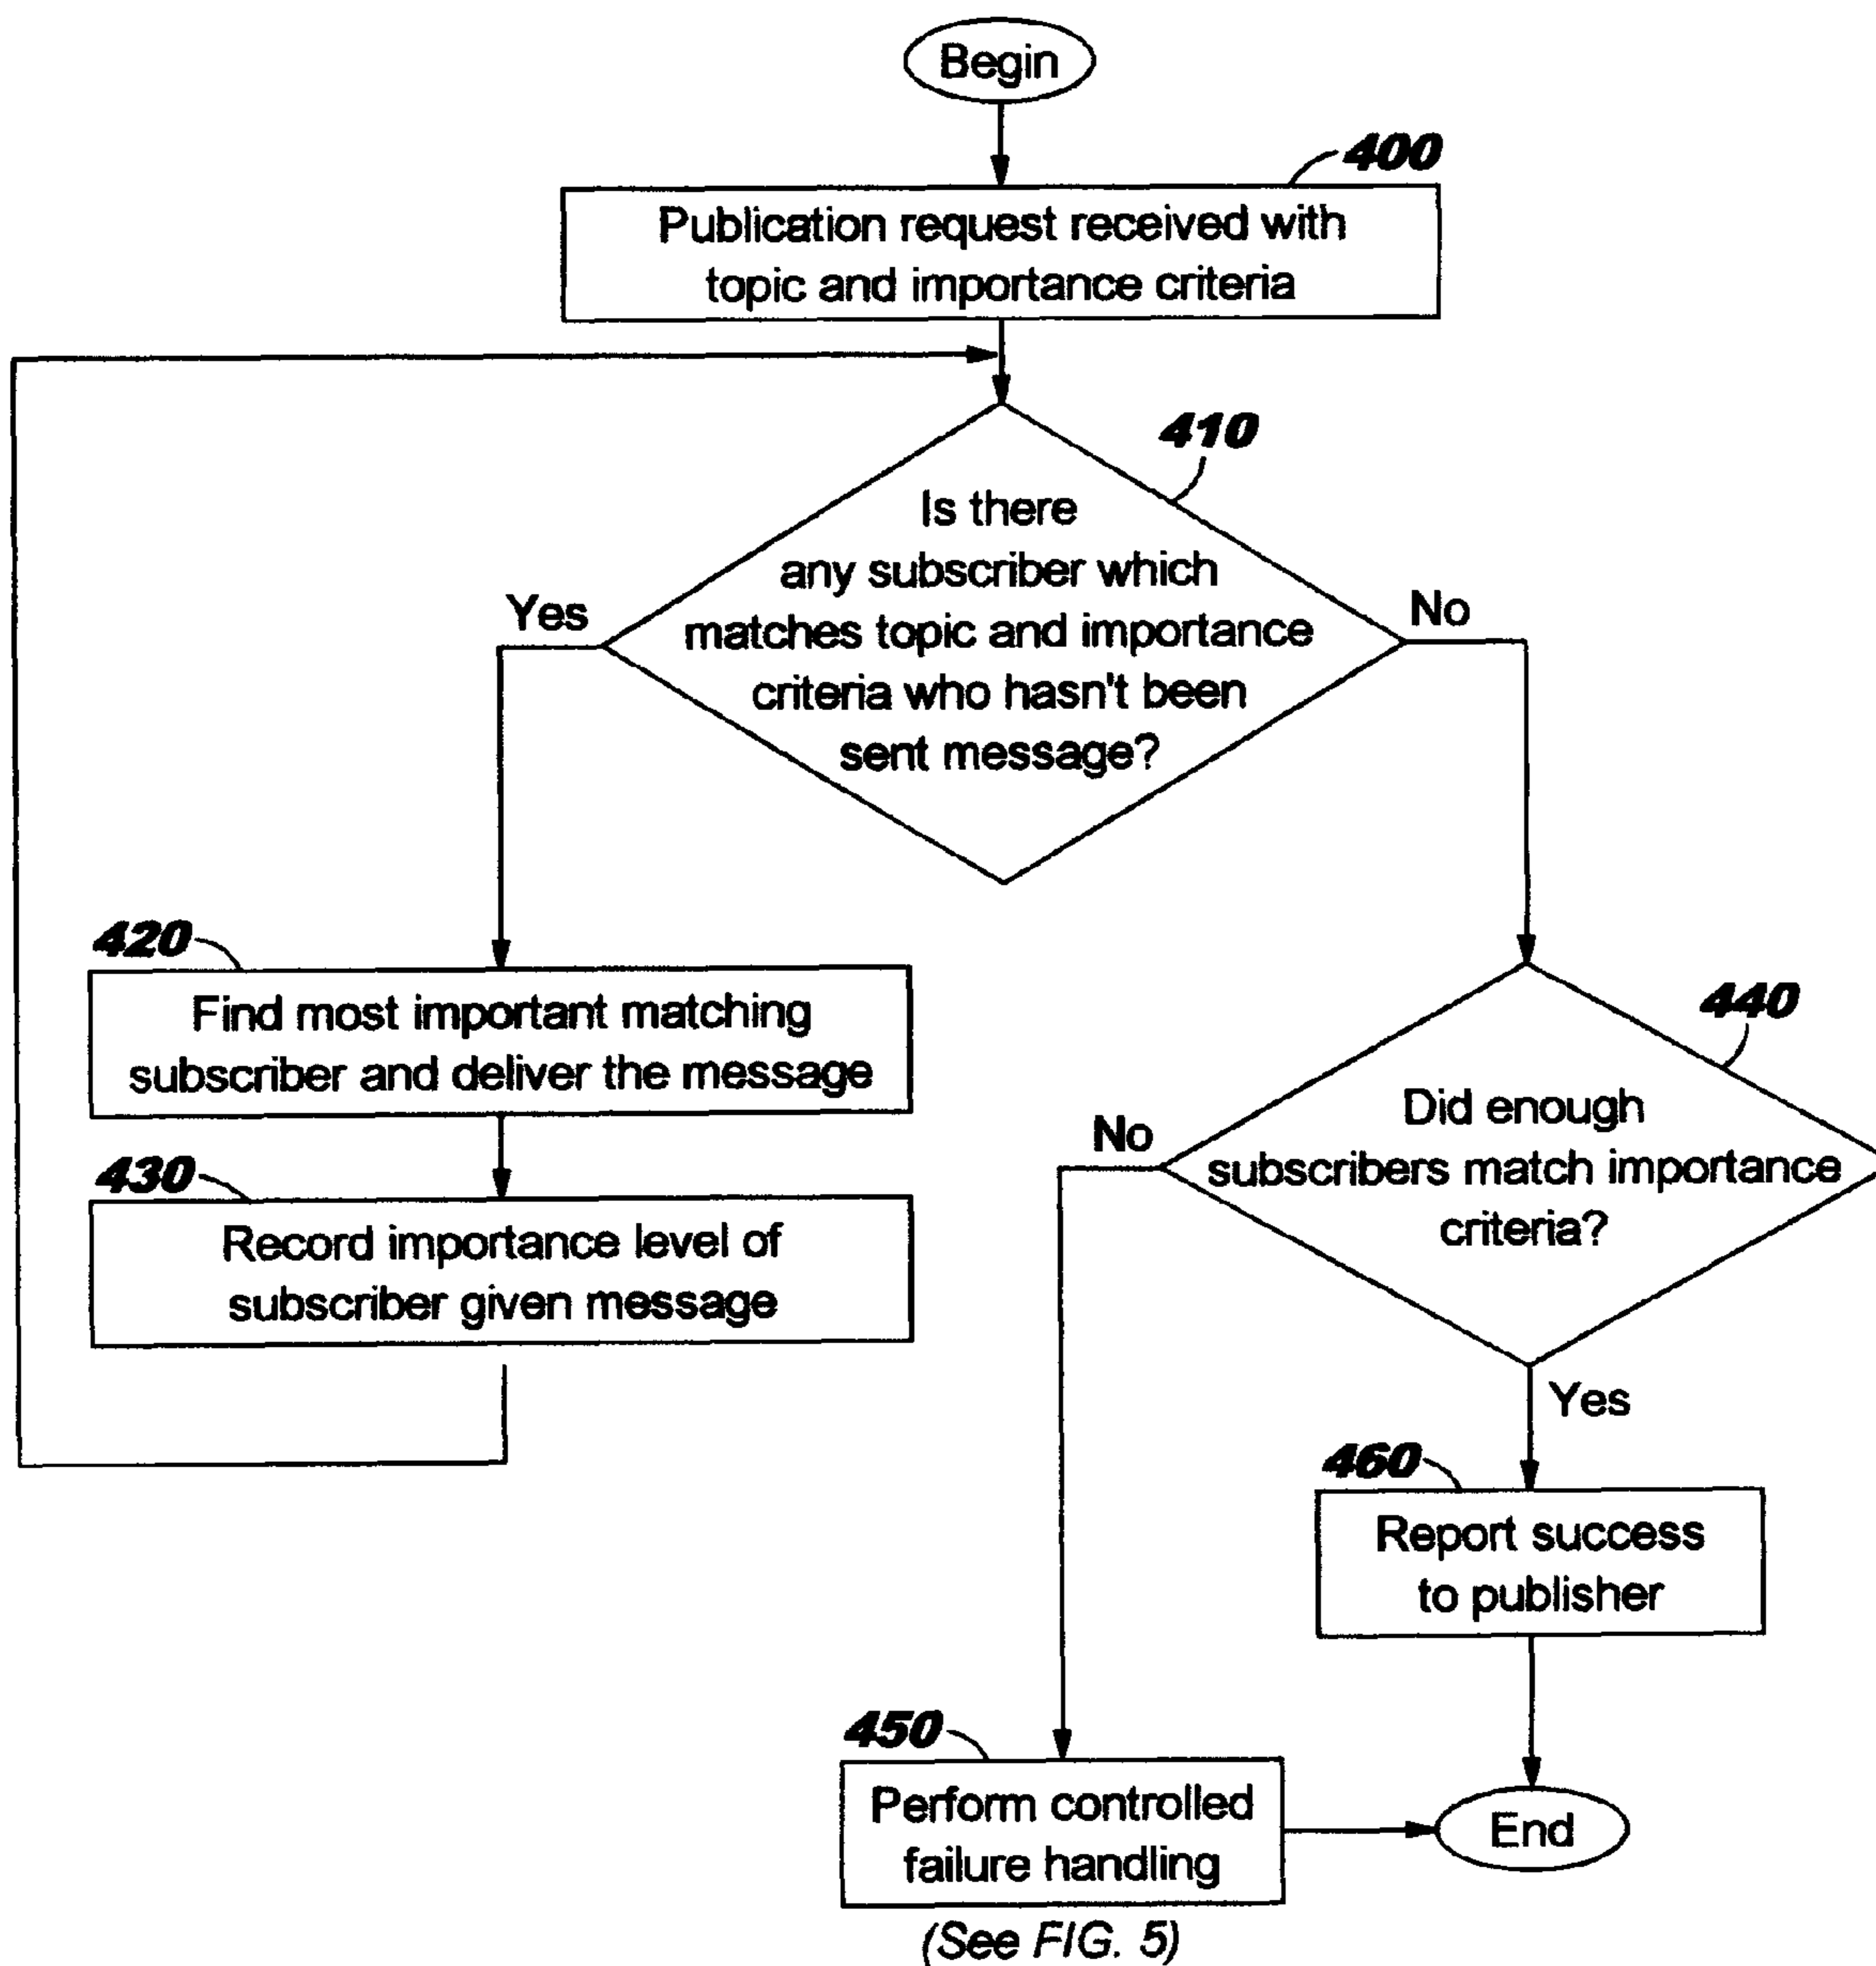 Begin
400
Publication request received with
topic and importance criteria
410
Is there
any subscriber which
matches topic and importance
criteria who hasn't been
sent message?
Yes
No
420
Find most important matching
subscriber and deliver the message
430
Record importance level of
subscriber given message
440
Did enough
subscribers match importance
criteria?
No
Yes
460
Report success
to publisher
450
Perform controlled
failure handling
End
(See FIG. 5)